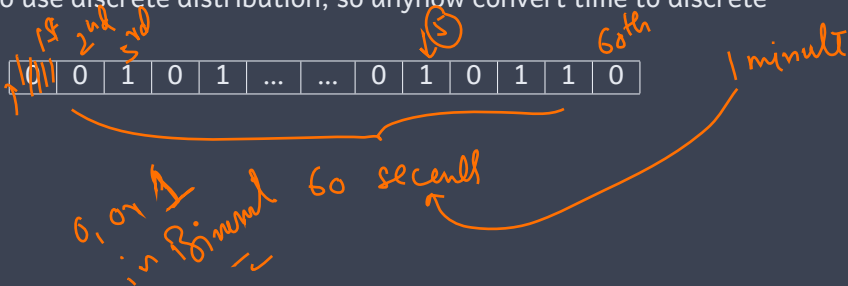 o use discrete distribution, so anyhow convert time to discrete
1st 2nd 3rd 5 60th
0 0 1 0 1 ... ... 0 1 0 1 1 0
1 minute
60 seconds
0, or 1
in Binomial